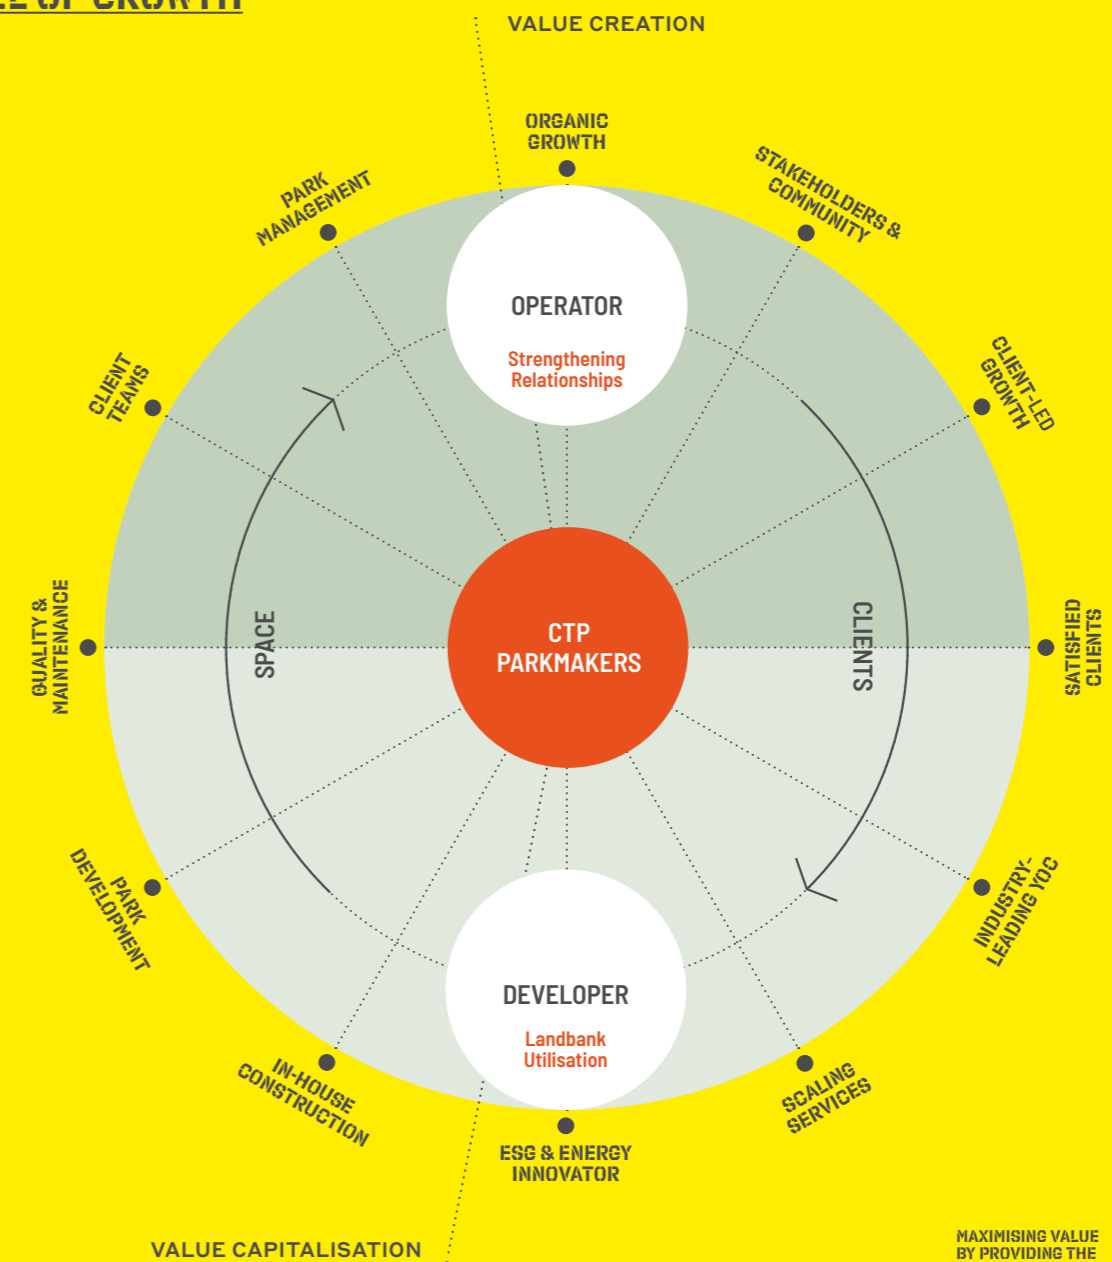 OF GROWTH
VALUE CREATION
ORGANIC
GROWTH
STAKEHOLDERS &
COMMUNITY
PARK
MANAGEMENT
OPERATOR
Strengthening
Relationships
CLIENT-LED
GROWTH
CLIENT
TEAMS
SPACE
CTP
PARKMAKERS
CLIENTS
QUALITY &
MAINTENANCE
SATISFIED
CLIENTS
PARK
DEVELOPMENT
INDUSTRY-
LEADING YOC
DEVELOPER
Landbank
Utilisation
IN-HOUSE
CONSTRUCTION
SCALING
SERVICES
ESG & ENERGY
INNOVATOR
VALUE CAPITALISATION
MAXIMISING VALUE
BY PROVIDING THE